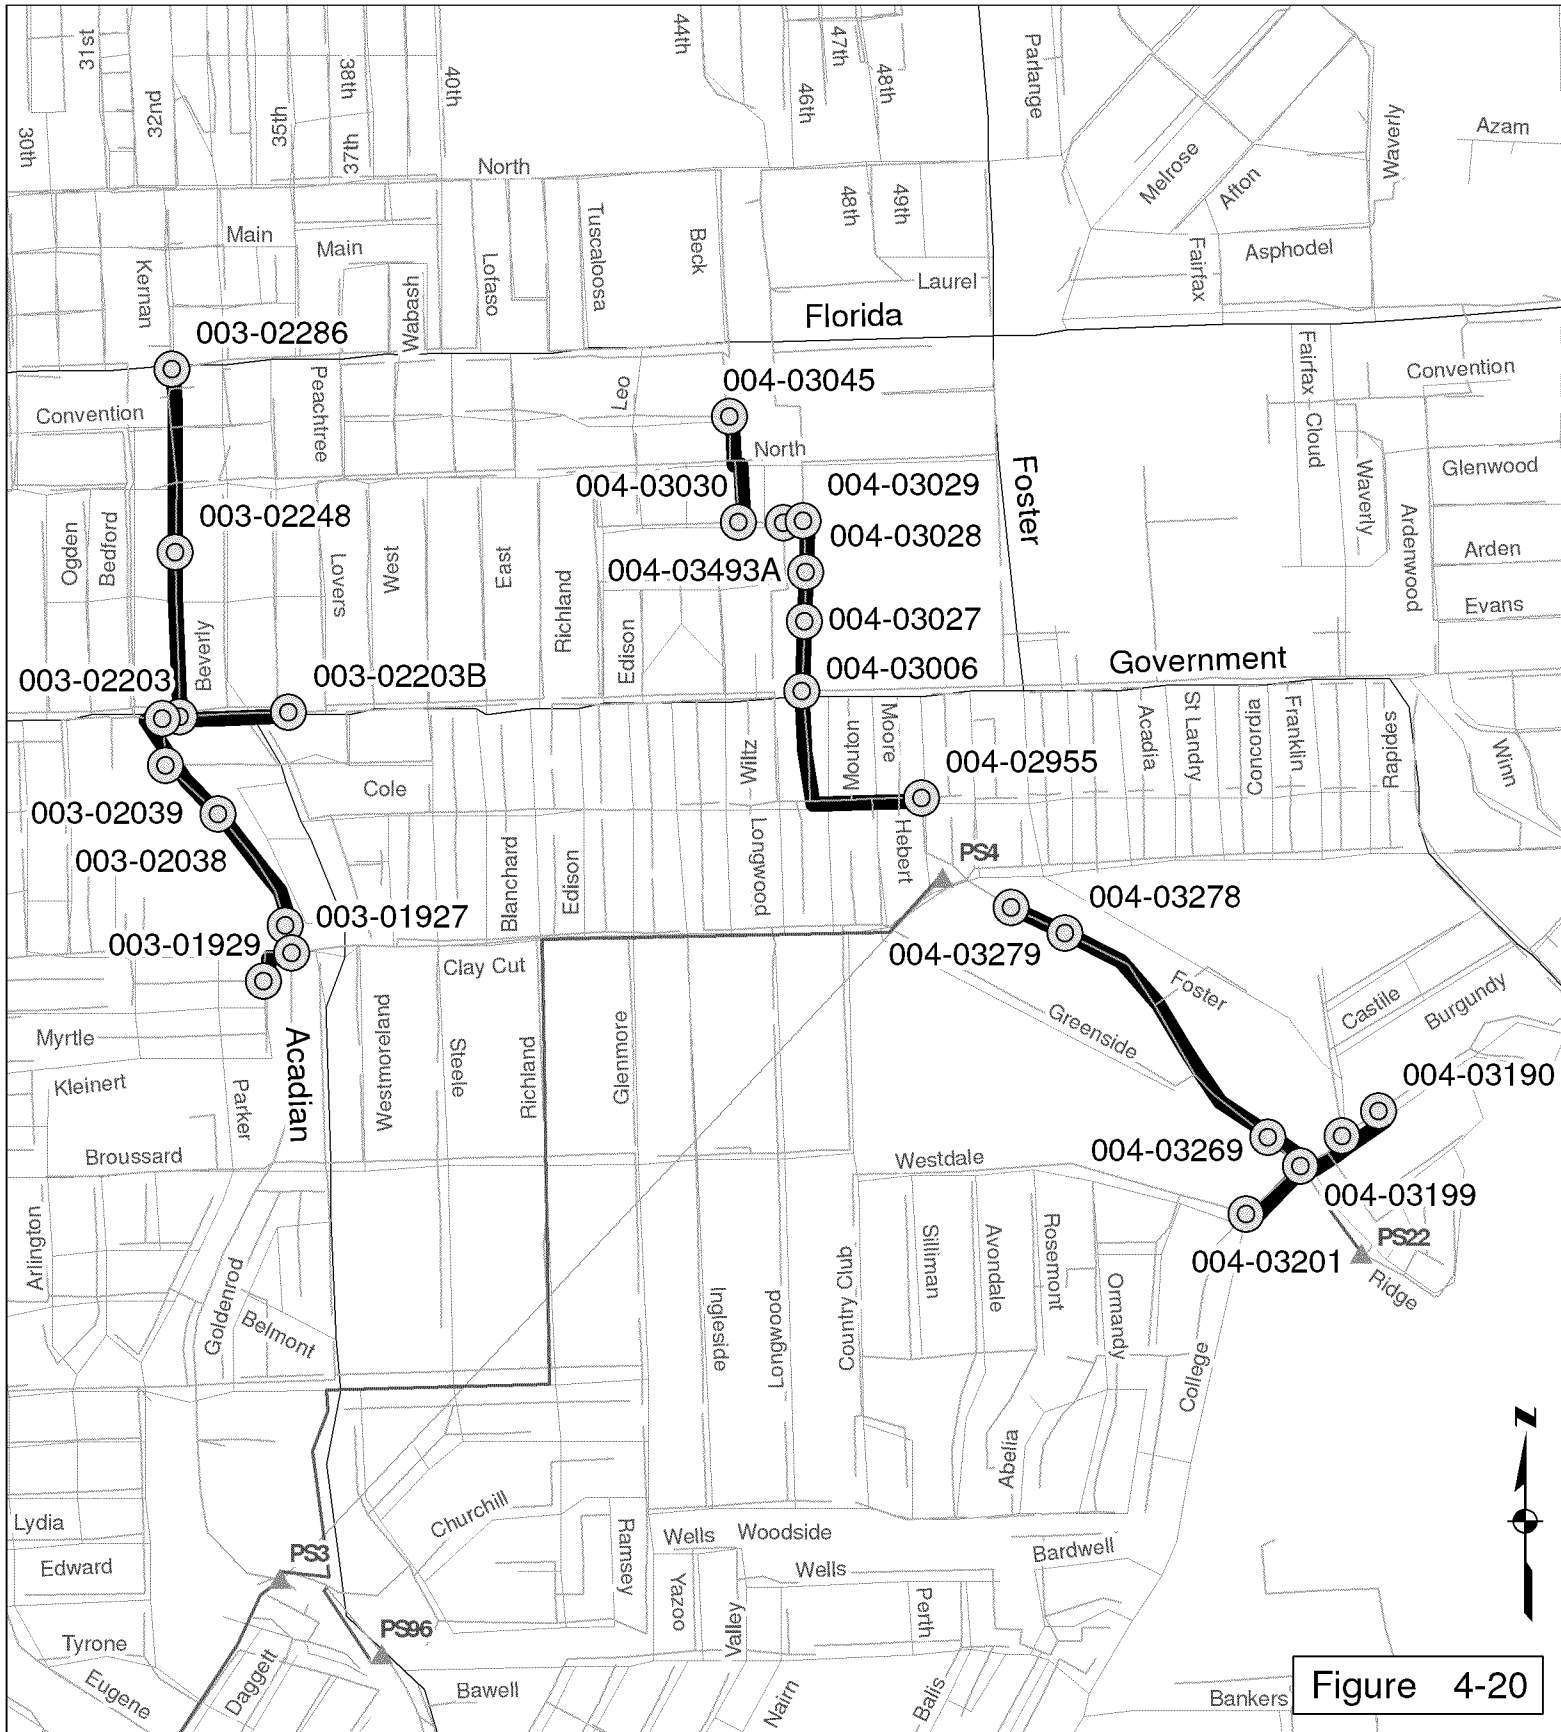 31st
38th
40th
44th
47th
48th
Parlange
32nd
35th
46th
Waverly
Azam
30th
37th
North
Melrose
Afton
48th
49th
Main
Main
Tuscaloosa
Beck
Kernan
Lofaso
Wabash
Laurel
Fairfax
Asphodel
Florida
003-02286
Peachtree
Leo
004-03045
Fairfax
Convention
Convention
North
Cloud
Foster
Glenwood
Waverly
004-03030
004-03029
003-02248
Ogden
Bedford
004-03028
Ardenwood
Arden
Lovers
West
East
Richland
004-03493A
Evans
Beverly
Edison
004-03027
003-02203
003-02203B
004-03006
Government
Wiltz
Mouton
Moore
004-02955
Acadia
St Landry
Concordia
Franklin
Rapides
Winn
Cole
003-02039
003-02038
Blanchard
Edison
Longwood
Hebert
PS4
003-01927
004-03278
003-01929
004-03279
Clay Cut
Foster
Castile
Burgundy
Greenside
Myrtle
Acadian
Westmoreland
Steele
Richland
Glenmore
Kleinert
Parker
004-03190
Broussard
Westdale
004-03269
004-03199
Arlington
Silliman
Avondale
Rosemont
PS22
004-03201
Ridge
Goldenrod
Belmont
Ingleside
Longwood
Country Club
Ormandy
College
Abelia
N
Churchill
Lydia
Wells
Woodside
Ramsey
Edward
PS3
Wells
Bardwell
Yazoo
Valley
Perth
Tyrone
PS96
Eugene
Daggett
Bawell
Nairn
Balis
Bankers
Figure 4-20